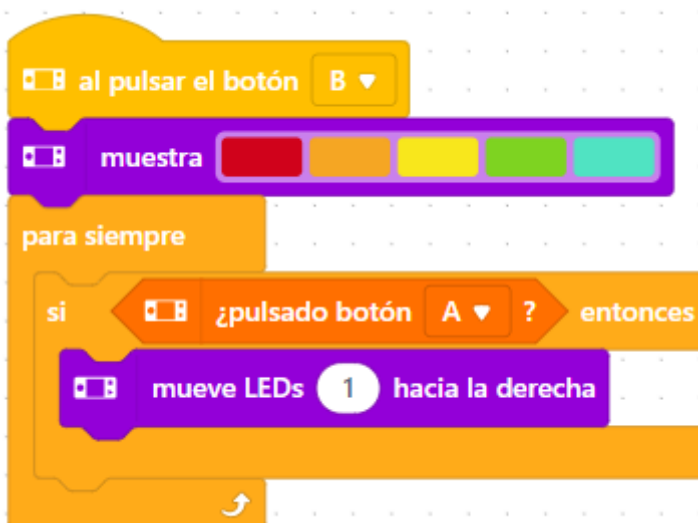 al pulsar el botón B
muestra
para siempre
si ¿pulsado botón A ? entonces
mueve LEDs 1 hacia la derecha